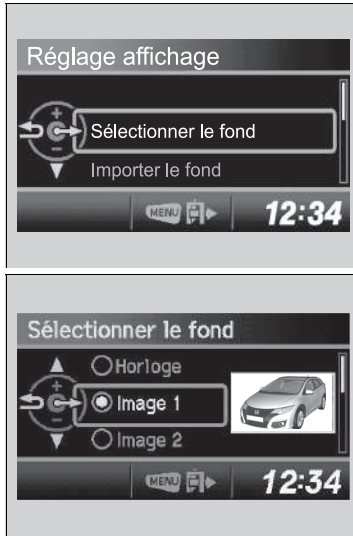 Réglage affichage
+
Sélectionner le fond
–
Importer le fond
MENU 12:34
Sélectionner le fond
Horloge
+
Image 1
–
Image 2
MENU 12:34